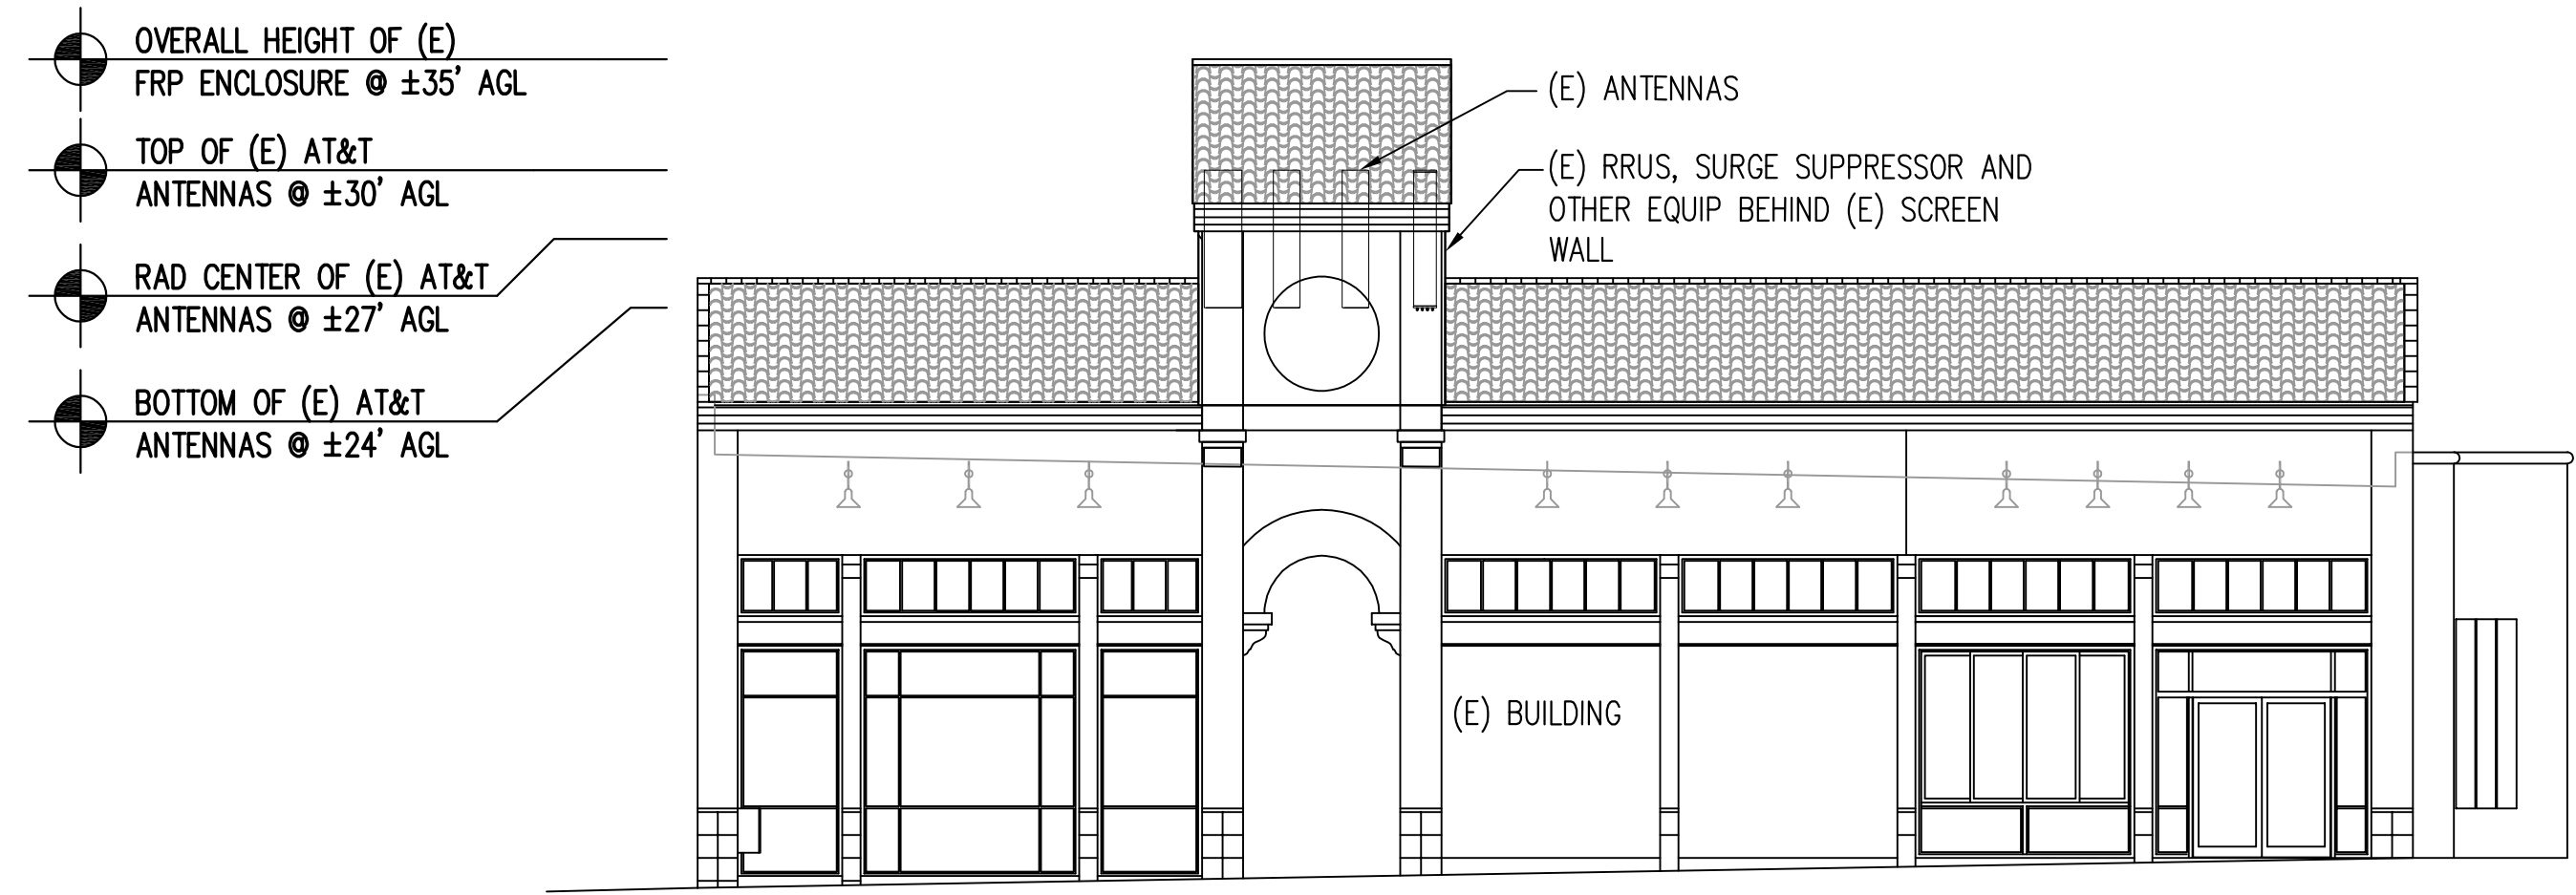 OVERALL HEIGHT OF (E)
FRP ENCLOSURE @ ±35' AGL
TOP OF (E) AT&T
ANTENNAS @ ±30' AGL
RAD CENTER OF (E) AT&T
ANTENNAS @ ±27' AGL
BOTTOM OF (E) AT&T
ANTENNAS @ ±24' AGL
(E) ANTENNAS
(E) RRUS, SURGE SUPPRESSOR AND
OTHER EQUIP BEHIND (E) SCREEN
WALL
(E) BUILDING